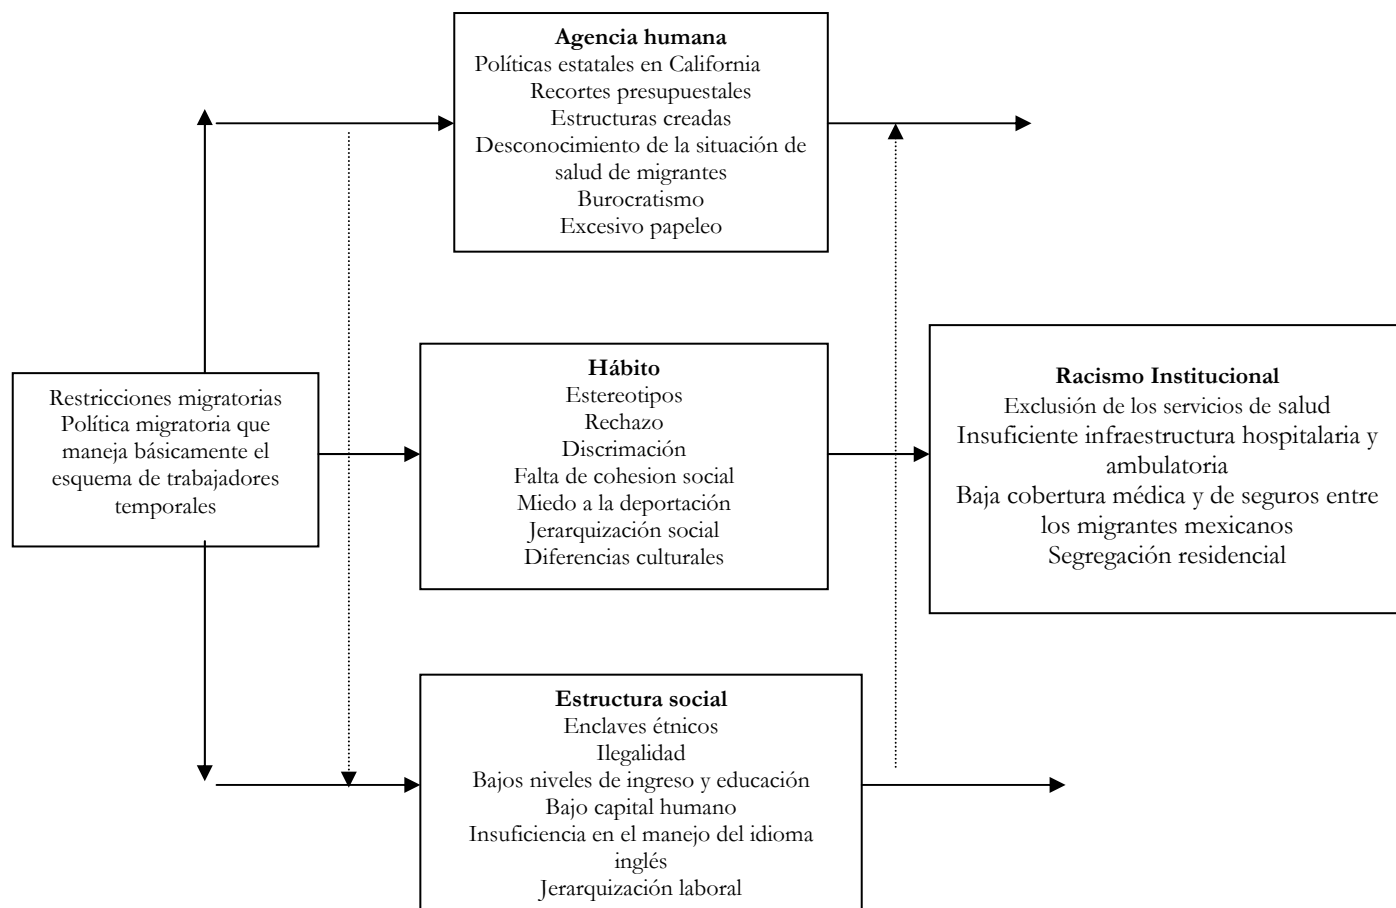 Agencia humana
Políticas estatales en California
Recortes presupuestales
Estructuras creadas
Desconocimiento de la situación de
salud de migrantes
Burocratismo
Excesivo papeleo
Restricciones migratorias
Política migratoria que
maneja básicamente el
esquema de trabajadores
temporales
Hábito
Estereotipos
Rechazo
Discrimación
Falta de cohesion social
Miedo a la deportación
Jerarquización social
Diferencias culturales
Racismo Institucional
Exclusión de los servicios de salud
Insuficiente infraestructura hospitalaria y
ambulatoria
Baja cobertura médica y de seguros entre
los migrantes mexicanos
Segregación residencial
Estructura social
Enclaves étnicos
Ilegalidad
Bajos niveles de ingreso y educación
Bajo capital humano
Insuficiencia en el manejo del idioma
inglés
Jerarquización laboral